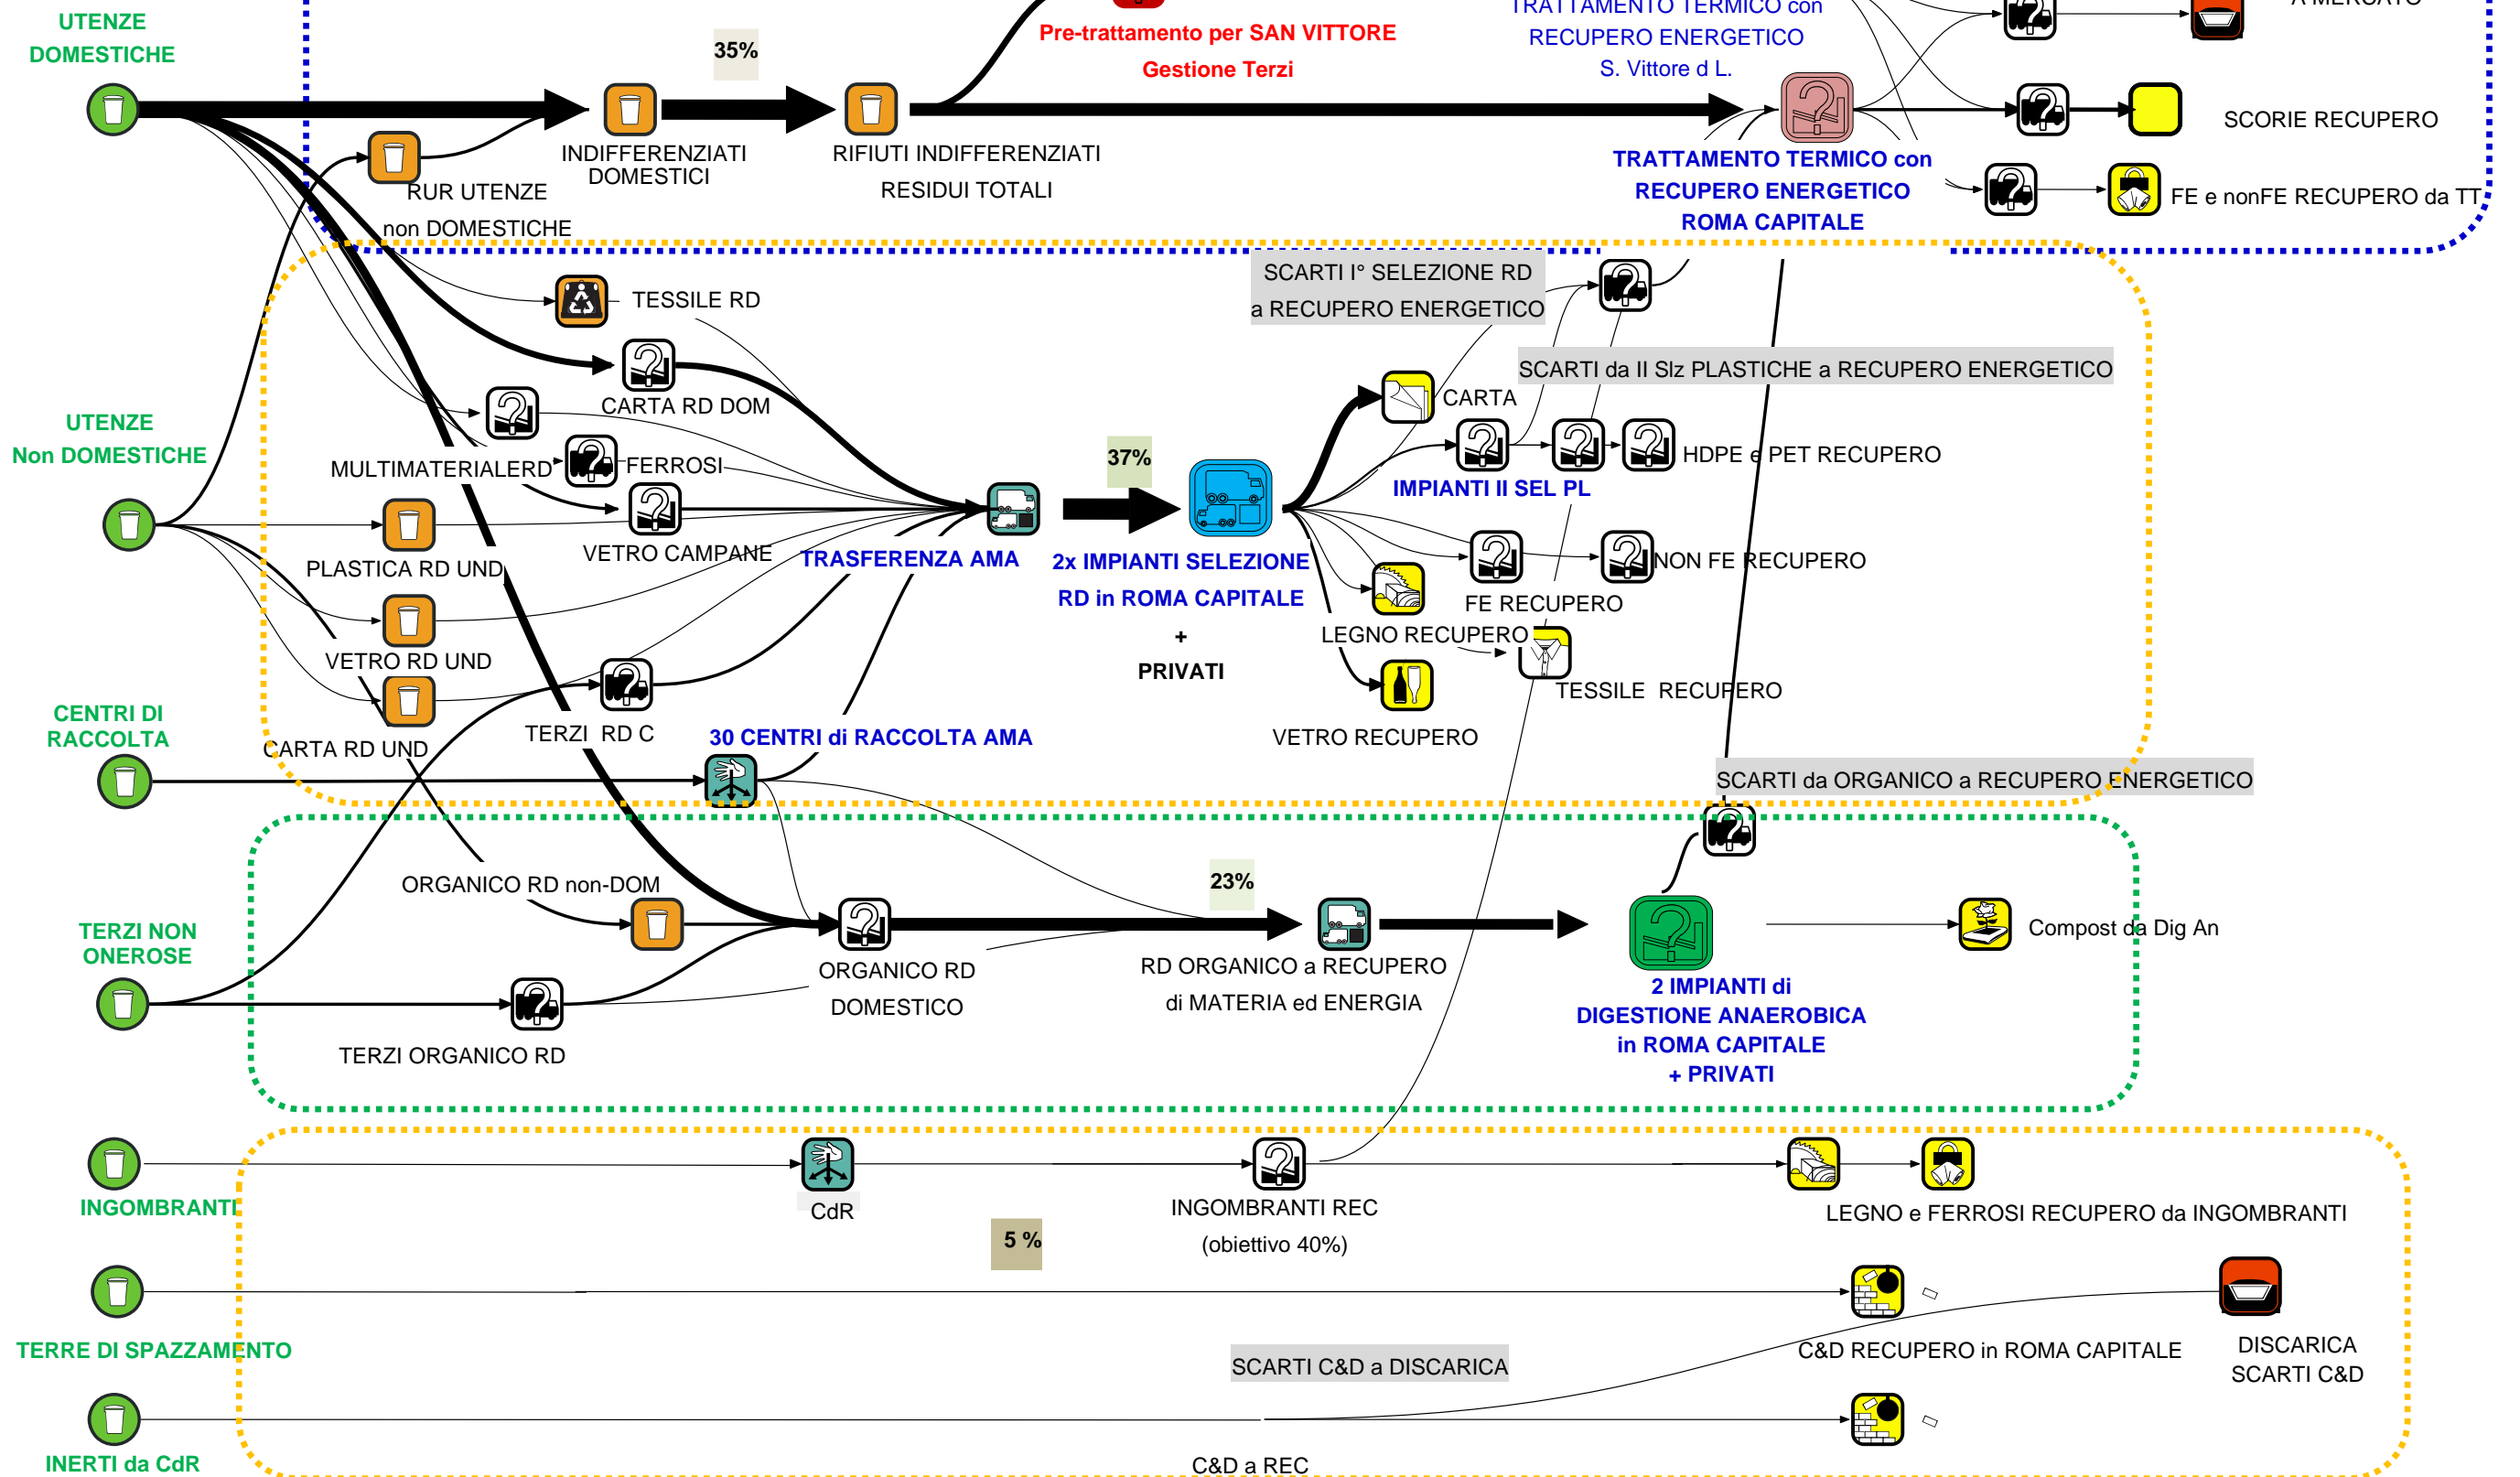 UTENZE
DOMESTICHE
35%
Pre-trattamento per SAN VITTORE
Gestione Terzi
TRATTAMENTO TERMICO con
RECUPERO ENERGETICO
S. Vittore d L.
A MERCATO
SCORIE RECUPERO
INDIFFERENZIATI
DOMESTICI
RIFIUTI INDIFFERENZIATI
RESIDUI TOTALI
TRATTAMENTO TERMICO con
RECUPERO ENERGETICO
ROMA CAPITALE
FE e nonFE RECUPERO da TT
RUR UTENZE
non DOMESTICHE
TESSILE RD
SCARTI I° SELEZIONE RD
a RECUPERO ENERGETICO
SCARTI da II Slz PLASTICHE a RECUPERO ENERGETICO
CARTA RD DOM
CARTA
UTENZE
Non DOMESTICHE
MULTIMATERIALERD
FERROSI
37%
HDPE e PET RECUPERO
IMPIANTI II SEL PL
PLASTICA RD UND
VETRO CAMPANE
TRASFERENZA AMA
2x IMPIANTI SELEZIONE
RD in ROMA CAPITALE
+
PRIVATI
NON FE RECUPERO
FE RECUPERO
LEGNO RECUPERO
VETRO RD UND
TESSILE RECUPERO
CENTRI DI
RACCOLTA
CARTA RD UND
TERZI RD C
30 CENTRI di RACCOLTA AMA
VETRO RECUPERO
SCARTI da ORGANICO a RECUPERO ENERGETICO
ORGANICO RD non-DOM
23%
TERZI NON
ONEROSE
ORGANICO RD
DOMESTICO
RD ORGANICO a RECUPERO
di MATERIA ed ENERGIA
Compost da Dig An
2 IMPIANTI di
DIGESTIONE ANAEROBICA
in ROMA CAPITALE
+ PRIVATI
TERZI ORGANICO RD
INGOMBRANTI
CdR
INGOMBRANTI REC
(obiettivo 40%)
LEGNO e FERROSI RECUPERO da INGOMBRANTI
5 %
TERRE DI SPAZZAMENTO
C&D RECUPERO in ROMA CAPITALE
DISCARICA
SCARTI C&D
SCARTI C&D a DISCARICA
INERTI da CdR
C&D a REC